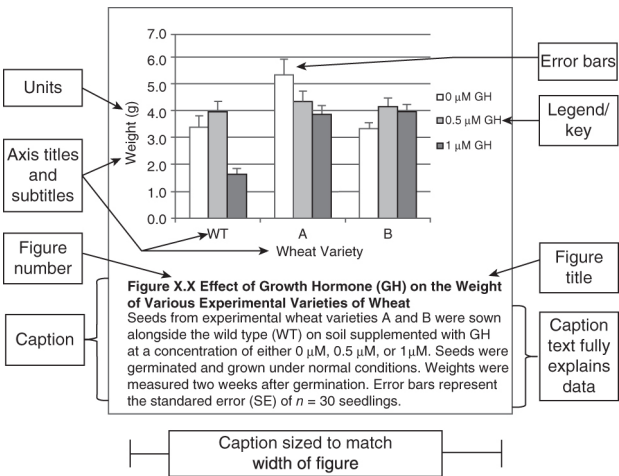 7.0
6.0
5.0
4.0
3.0
2.0
1.0
0.0
Weight (g)
WT
A
B
Wheat Variety
0 µM GH
0.5 µM GH
1 µM GH
Units
Axis titles
and
subtitles
Figure
number
Caption
Error bars
Legend/
key
Figure
title
Caption
text fully
explains
data
Figure X.X Effect of Growth Hormone (GH) on the Weight
of Various Experimental Varieties of Wheat
Seeds from experimental wheat varieties A and B were sown
alongside the wild type (WT) on soil supplemented with GH
at a concentration of either 0 µM, 0.5 µM, or 1µM. Seeds were
germinated and grown under normal conditions. Weights were
measured two weeks after germination. Error bars represent
the standared error (SE) of n = 30 seedlings.
Caption sized to match
width of figure